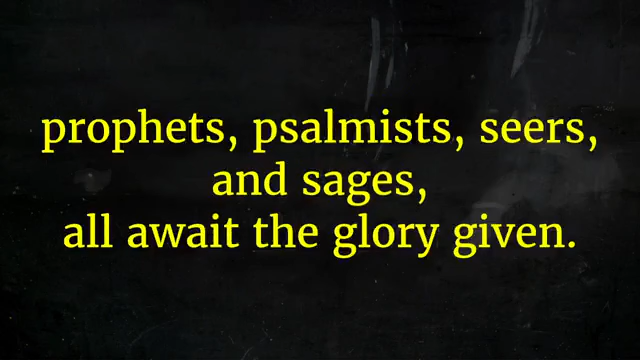 prophets, psalmists, seers,
and sages,
all await the glory given.